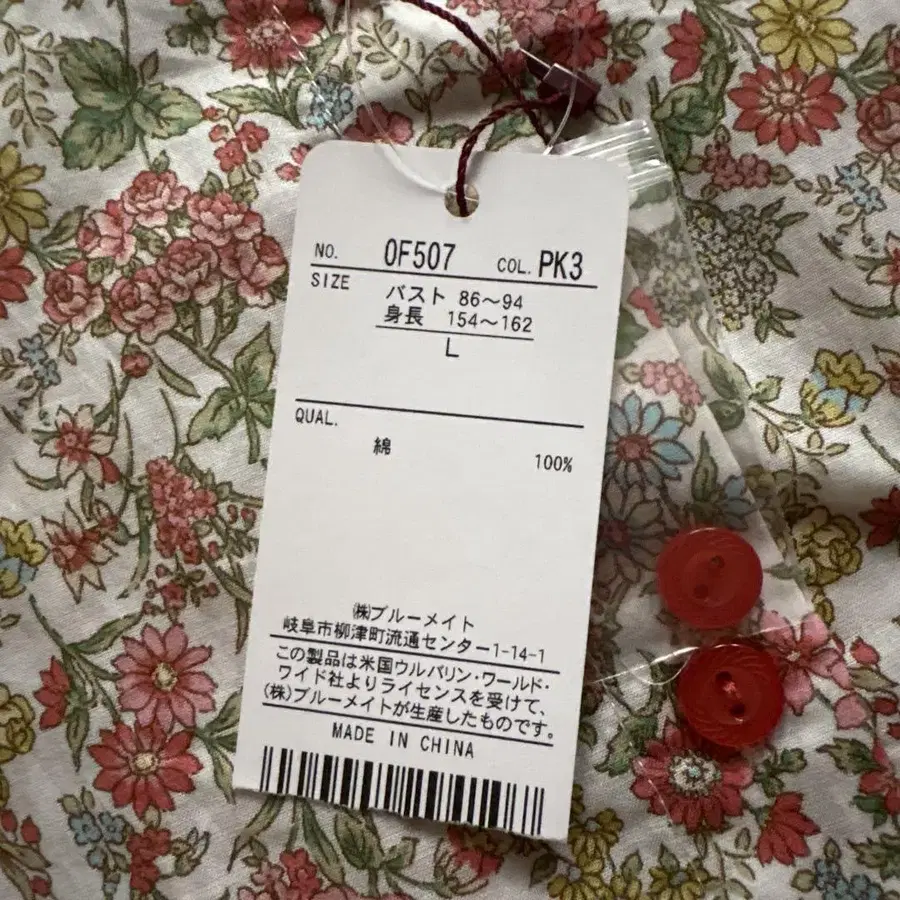 NO. 0F507 COL. PK3
SIZE バスト 86〜94
身長 154〜162
L
QUAL.
綿 100%
㈱ブルーメイト
岐阜市柳津町流通センター1-14-1
この製品は米国ウルバリン・ワールド・
ワイド社よりライセンスを受けて、
(株)ブルーメイトが生産したものです。
MADE IN CHINA